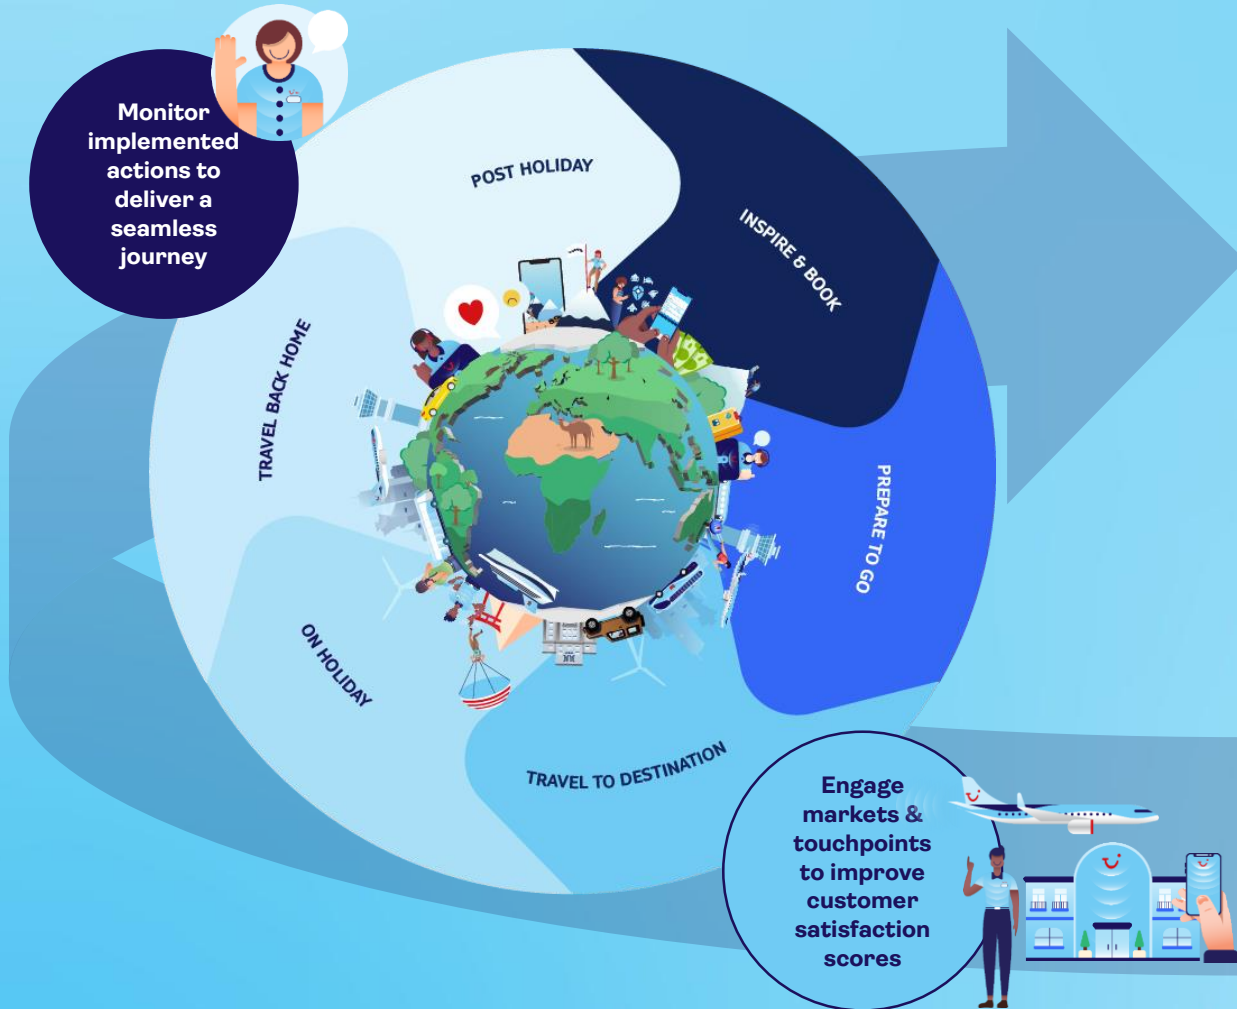 Monitor
implemented
actions to
deliver a
seamless
journey
POST HOLIDAY
INSPIRE & BOOK
PREPARE TO GO
TRAVEL TO DESTINATION
ON HOLIDAY
TRAVEL BACK HOME
Engage
markets &
touchpoints
to improve
customer
satisfaction
scores